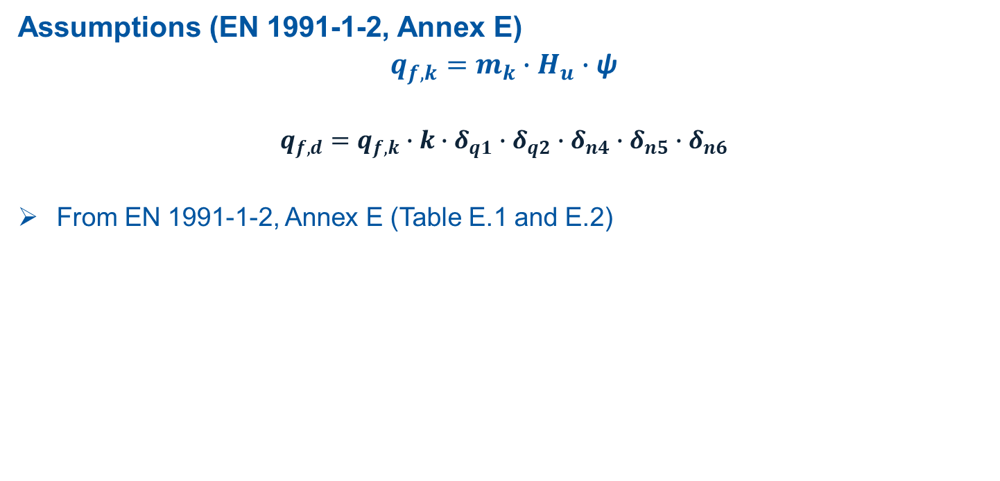 Assumptions (EN 1991-1-2, Annex E)
q_{f,k} = m_k · H_u · ψ
q_{f,d} = q_{f,k} · k · δ_{q1} · δ_{q2} · δ_{n4} · δ_{n5} · δ_{n6}
➢ From EN 1991-1-2, Annex E (Table E.1 and E.2)